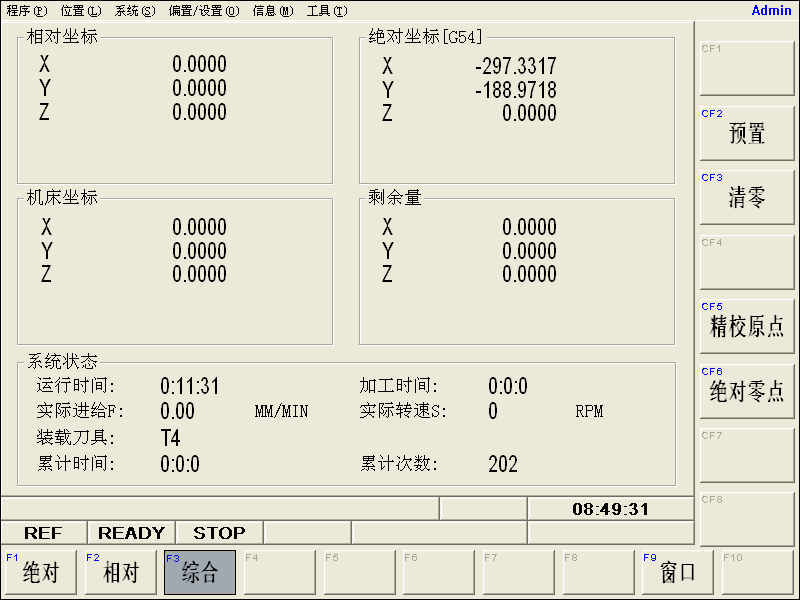 程序(P) 位置(L) 系统(S) 偏置/设置(O) 信息(M) 工具(T) Admin
相对坐标
X 0.0000
Y 0.0000
Z 0.0000
绝对坐标[G54]
X -297.3317
Y -188.9718
Z 0.0000
机床坐标
X 0.0000
Y 0.0000
Z 0.0000
剩余量
X 0.0000
Y 0.0000
Z 0.0000
系统状态
运行时间: 0:11:31 加工时间: 0:0:0
实际进给F: 0.00 MM/MIN 实际转速S: 0 RPM
装载刀具: T4
累计时间: 0:0:0 累计次数: 202
08:49:31
REF READY STOP
CF1
CF2 预置
CF3 清零
CF4
CF5 精校原点
CF6 绝对零点
CF7
CF8
F1 绝对 F2 相对 F3 综合 F4 F5 F6 F7 F8 F9 窗口 F10